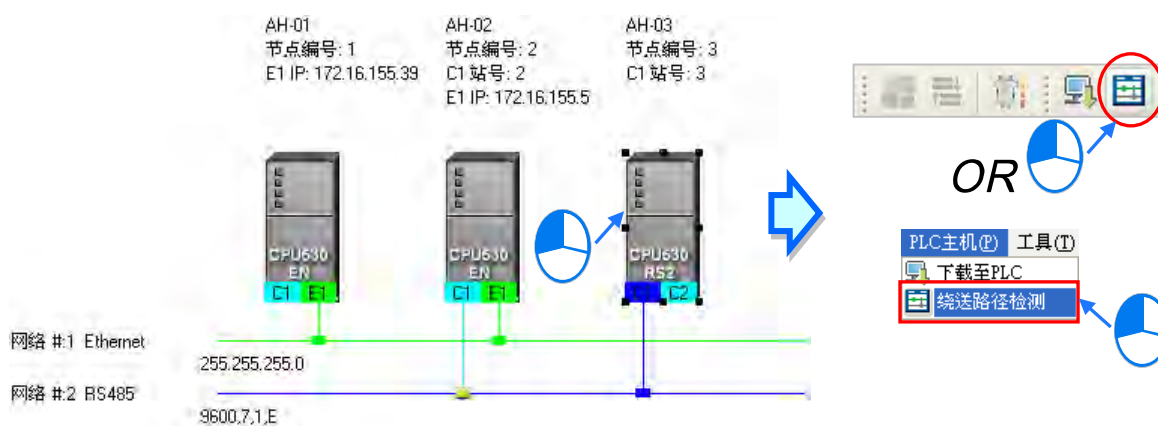 AH-01
节点编号: 1
E1 IP: 172.16.155.39
AH-02
节点编号: 2
C1 站号: 2
E1 IP: 172.16.155.5
AH-03
节点编号: 3
C1 站号: 3
CPU530
EN
C1 E1
CPU530
EN
C1 E1
CPU530
RS2
C1 C2
网络 #:1 Ethernet
255.255.255.0
网络 #:2 RS485
9600,7,1,E
OR
PLC主机(P) 工具(T)
下载至PLC
绕送路径检测